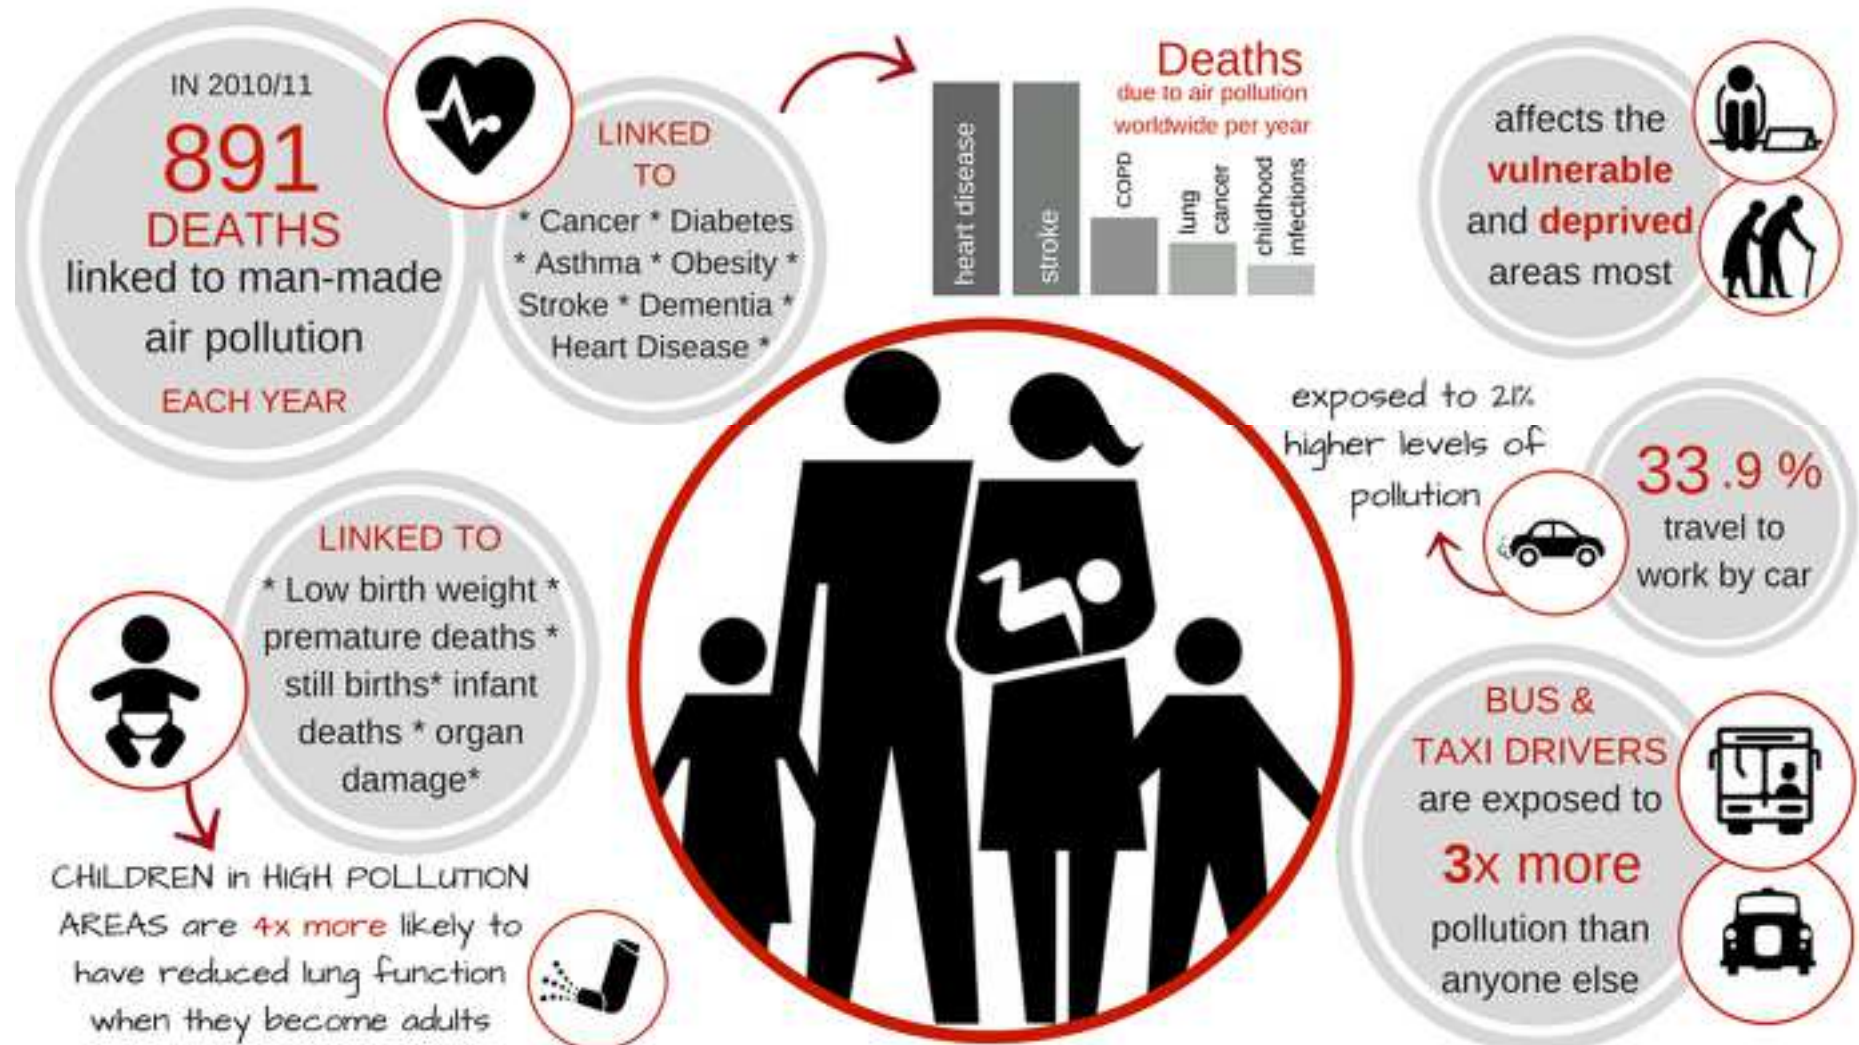 IN 2010/11
891
DEATHS
linked to man-made
air pollution
EACH YEAR
LINKED
TO
* Cancer * Diabetes
* Asthma * Obesity *
Stroke * Dementia *
Heart Disease *
Deaths
due to air pollution
worldwide per year
heart disease
stroke
COPD
lung
cancer
childhood
infections
affects the
vulnerable
and deprived
areas most
exposed to 21%
higher levels of
pollution
33.9 %
travel to
work by car
LINKED TO
* Low birth weight *
premature deaths *
still births* infant
deaths * organ
damage*
CHILDREN in HIGH POLLUTION
AREAS are 4x more likely to
have reduced lung function
when they become adults
BUS &
TAXI DRIVERS
are exposed to
3x more
pollution than
anyone else